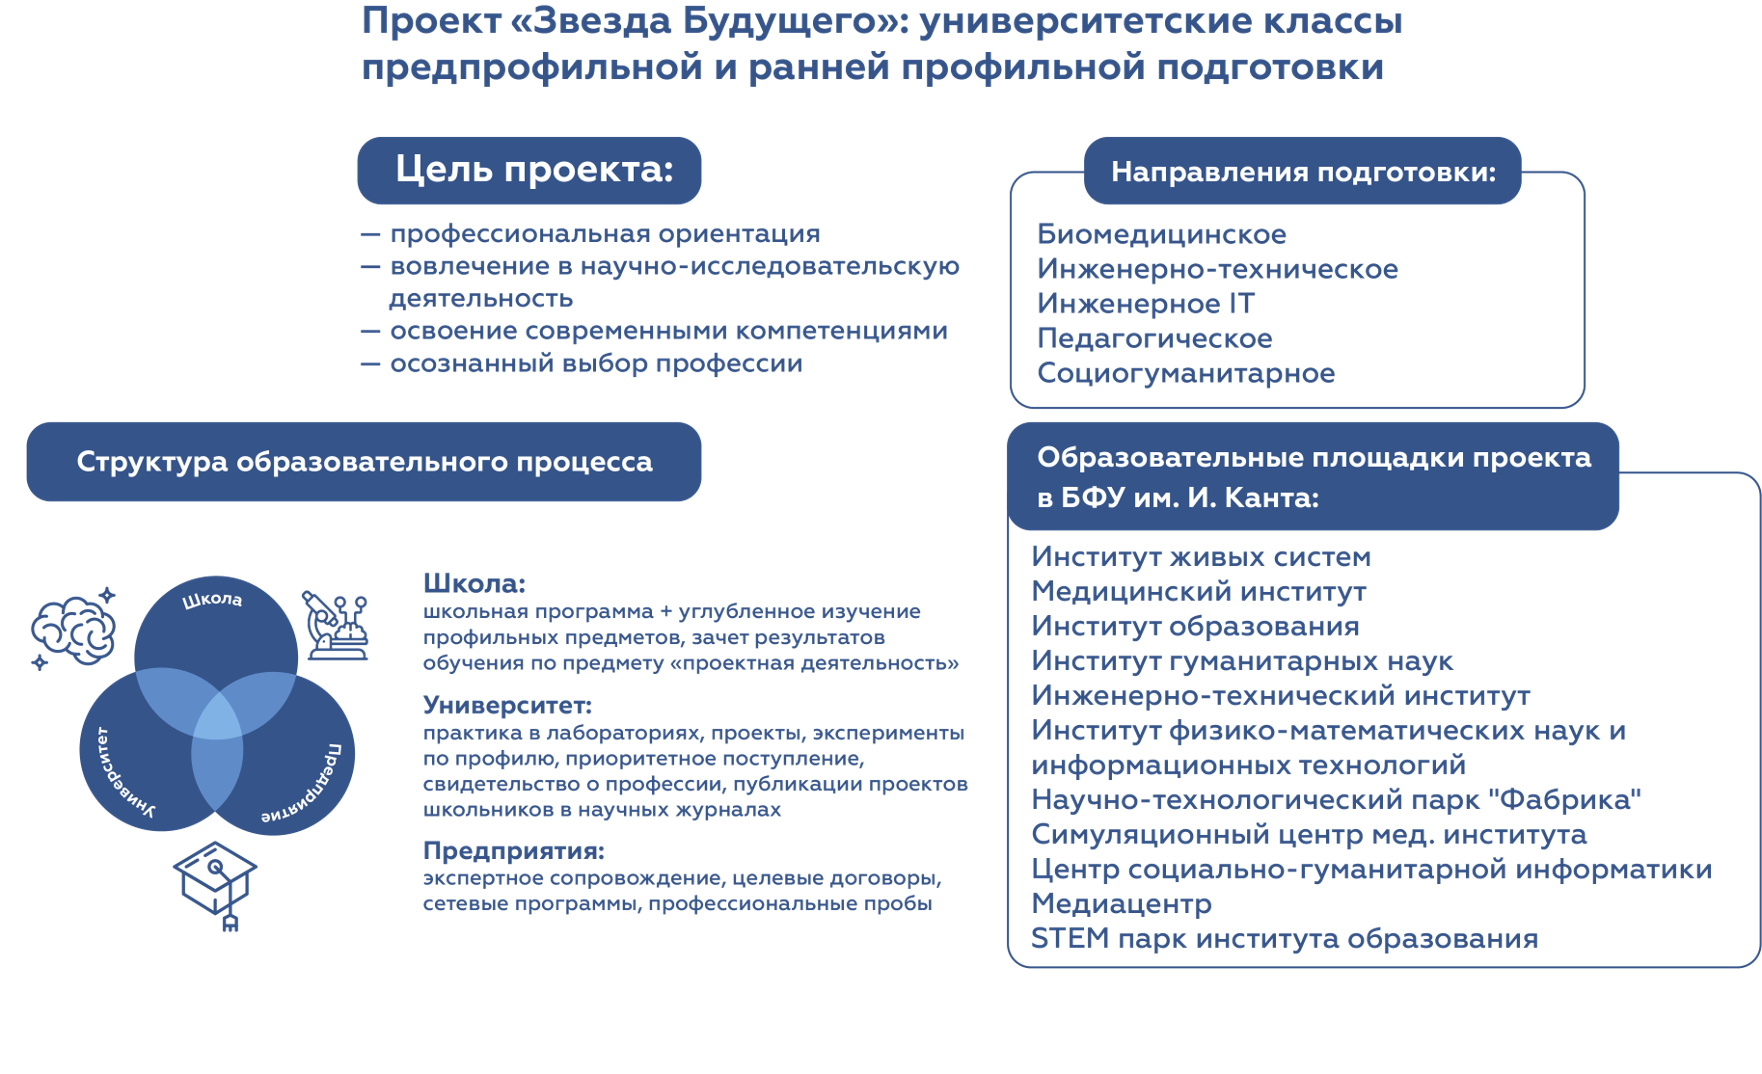 Проект «Звезда Будущего»: университетские классы
предпрофильной и ранней профильной подготовки
Цель проекта:
— профессиональная ориентация
— вовлечение в научно-исследовательскую
деятельность
— освоение современными компетенциями
— осознанный выбор профессии
Направления подготовки:
Биомедицинское
Инженерно-техническое
Инженерное IT
Педагогическое
Социогуманитарное
Структура образовательного процесса
Школа
Университет
Предприятие
Школа:
школьная программа + углубленное изучение
профильных предметов, зачет результатов
обучения по предмету «проектная деятельность»
Университет:
практика в лабораториях, проекты, эксперименты
по профилю, приоритетное поступление,
свидетельство о профессии, публикации проектов
школьников в научных журналах
Предприятия:
экспертное сопровождение, целевые договоры,
сетевые программы, профессиональные пробы
Образовательные площадки проекта
в БФУ им. И. Канта:
Институт живых систем
Медицинский институт
Институт образования
Институт гуманитарных наук
Инженерно-технический институт
Институт физико-математических наук и
информационных технологий
Научно-технологический парк "Фабрика"
Симуляционный центр мед. института
Центр социально-гуманитарной информатики
Медиацентр
STEM парк института образования